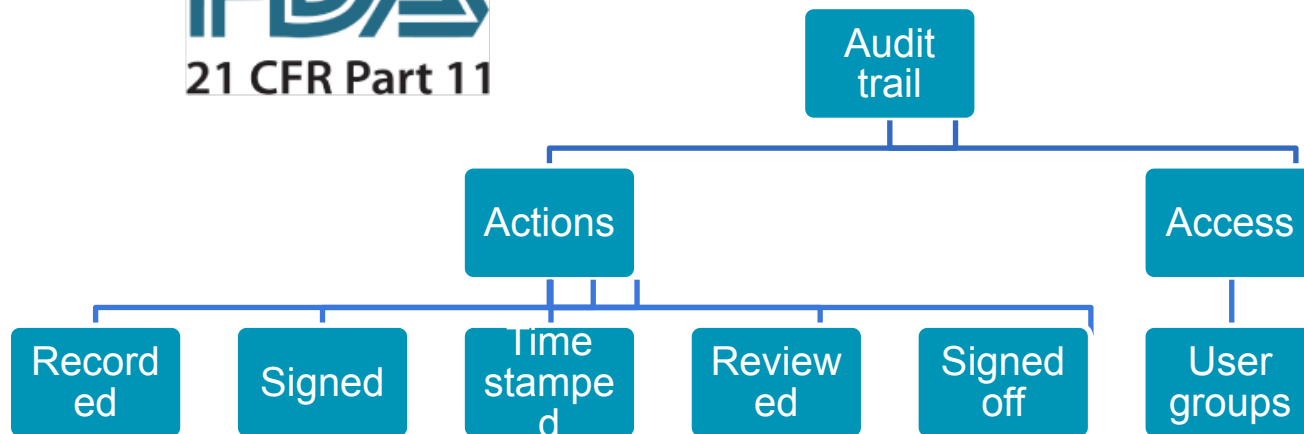 FDA
21 CFR Part 11
Audit
trail
Actions
Access
Record
ed
Signed
Time
stampe
d
Review
ed
Signed
off
User
groups